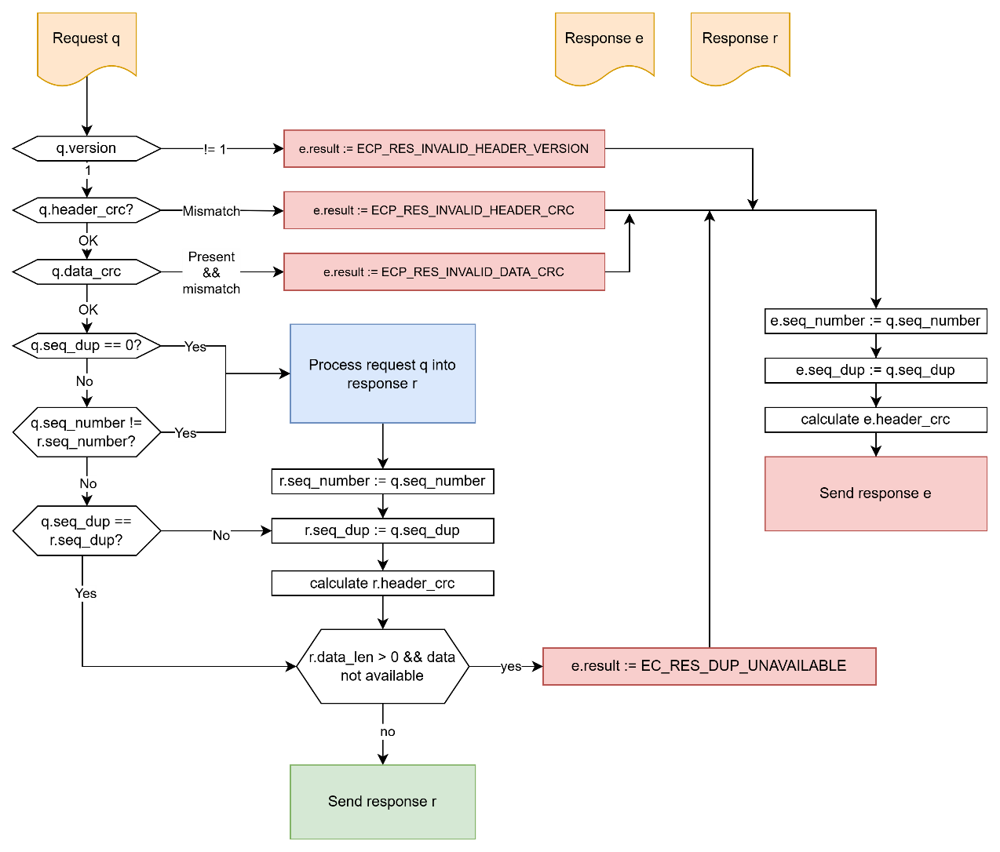 Request q
Response e
Response r
q.version
!= 1
e.result := ECP_RES_INVALID_HEADER_VERSION
1
q.header_crc?
Mismatch
e.result := ECP_RES_INVALID_HEADER_CRC
OK
q.data_crc
Present
&&
mismatch
e.result := ECP_RES_INVALID_DATA_CRC
OK
q.seq_dup == 0?
Yes
No
q.seq_number !=
r.seq_number?
Yes
Process request q into
response r
e.seq_number := q.seq_number
e.seq_dup := q.seq_dup
calculate e.header_crc
Send response e
No
r.seq_number := q.seq_number
q.seq_dup ==
r.seq_dup?
No
r.seq_dup := q.seq_dup
calculate r.header_crc
Yes
r.data_len > 0 && data
not available
yes
e.result := EC_RES_DUP_UNAVAILABLE
no
Send response r